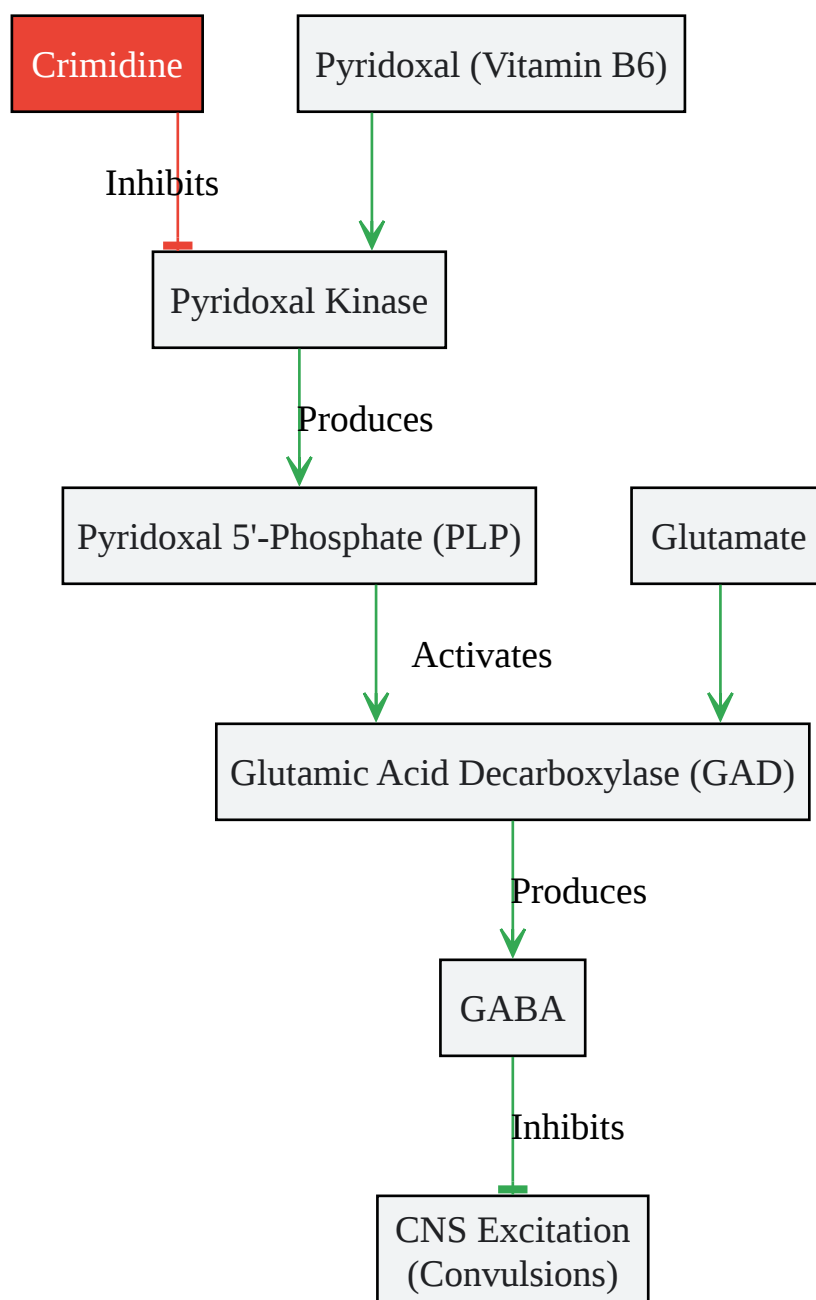 Crimidine
Pyridoxal (Vitamin B6)
Inhibits
Pyridoxal Kinase
Produces
Pyridoxal 5'-Phosphate (PLP)
Glutamate
Activates
Glutamic Acid Decarboxylase (GAD)
Produces
GABA
Inhibits
CNS Excitation
(Convulsions)